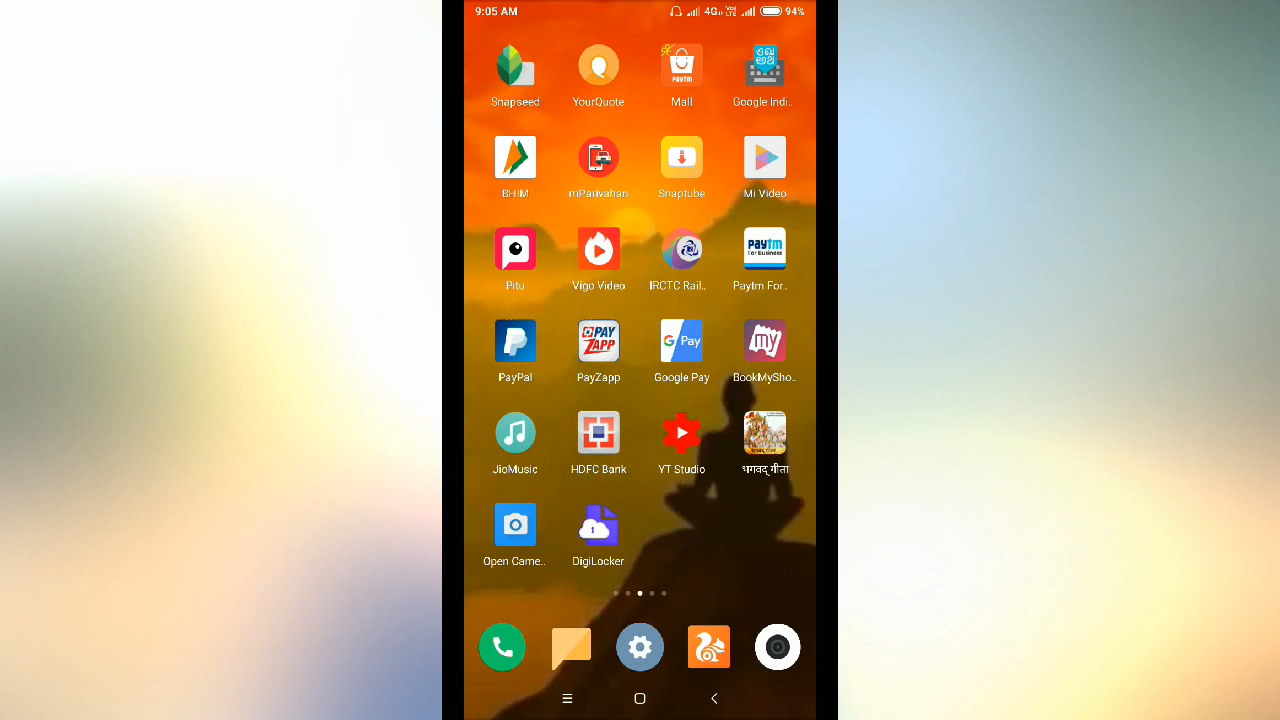 9:05 AM 4G VoLTE 94%
Snapseed YourQuote Mall Google Indi..
BHIM mParivahan Snaptube Mi Video
Pitu Vigo Video IRCTC Rail.. Paytm For..
PayPal PayZapp Google Pay BookMySho..
JioMusic HDFC Bank YT Studio भगवद् गीता
Open Came.. DigiLocker